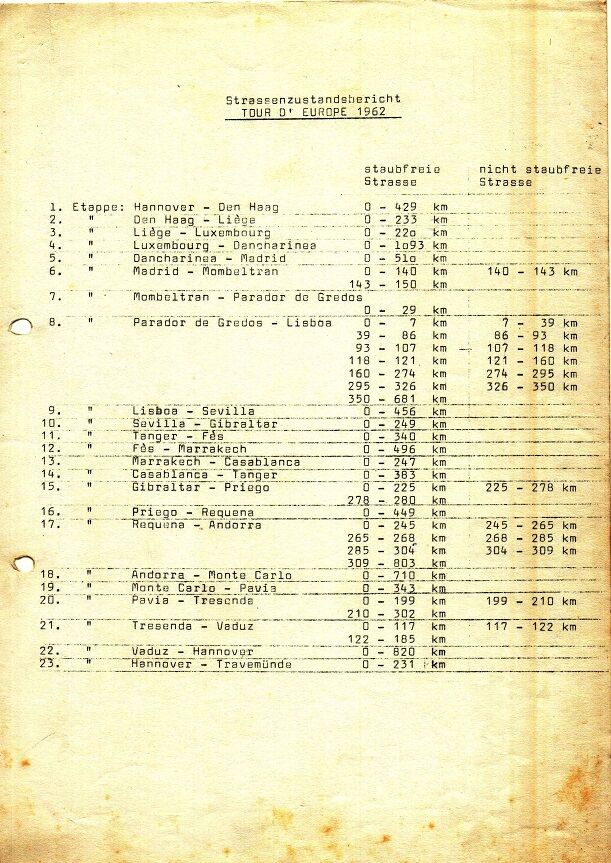 Strassenzustandsbericht
TOUR D' EUROPE 1962
staubfreie nicht staubfreie
Strasse Strasse
1. Etappe: Hannover - Den Haag 0 - 429 km
2. " Den Haag - Liège 0 - 233 km
3. " Liège - Luxembourg 0 - 22o km
4. " Luxembourg - Dancharinea 0 - lo93 km
5. " Dancharinea - Madrid 0 - 5lo km
6. " Madrid - Mombeltran 0 - 140 km 140 - 143 km
143 - 150 km
7. " Mombeltran - Parador de Gredos
0 - 29 km
8. " Parador de Gredos - Lisboa 0 - 7 km 7 - 39 km
39 - 86 km 86 - 93 km
93 - 107 km 107 - 118 km
118 - 121 km 121 - 160 km
160 - 274 km 274 - 295 km
295 - 326 km 326 - 350 km
350 - 681 km
9. " Lisboa - Sevilla 0 - 456 km
10. " Sevilla - Gibraltar 0 - 249 km
11. " Tanger - Fès 0 - 340 km
12. " Fès - Marrakech 0 - 496 km
13. " Marrakech - Casablanca 0 - 247 km
14. " Casablanca - Tanger 0 - 383 km
15. " Gibraltar - Priego 0 - 225 km 225 - 278 km
278 - 280 km
16. " Priego - Requena 0 - 449 km
17. " Requena - Andorra 0 - 245 km 245 - 265 km
265 - 268 km 268 - 285 km
285 - 304 km 304 - 309 km
309 - 803 km
18. " Andorra - Monte Carlo 0 - 710 km
19. " Monte Carlo - Pavia 0 - 343 km
20. " Pavia - Tresenda 0 - 199 km 199 - 210 km
210 - 302 km
21. " Tresenda - Vaduz 0 - 117 km 117 - 122 km
122 - 185 km
22. " Vaduz - Hannover 0 - 820 km
23. " Hannover - Travemünde 0 - 231 km